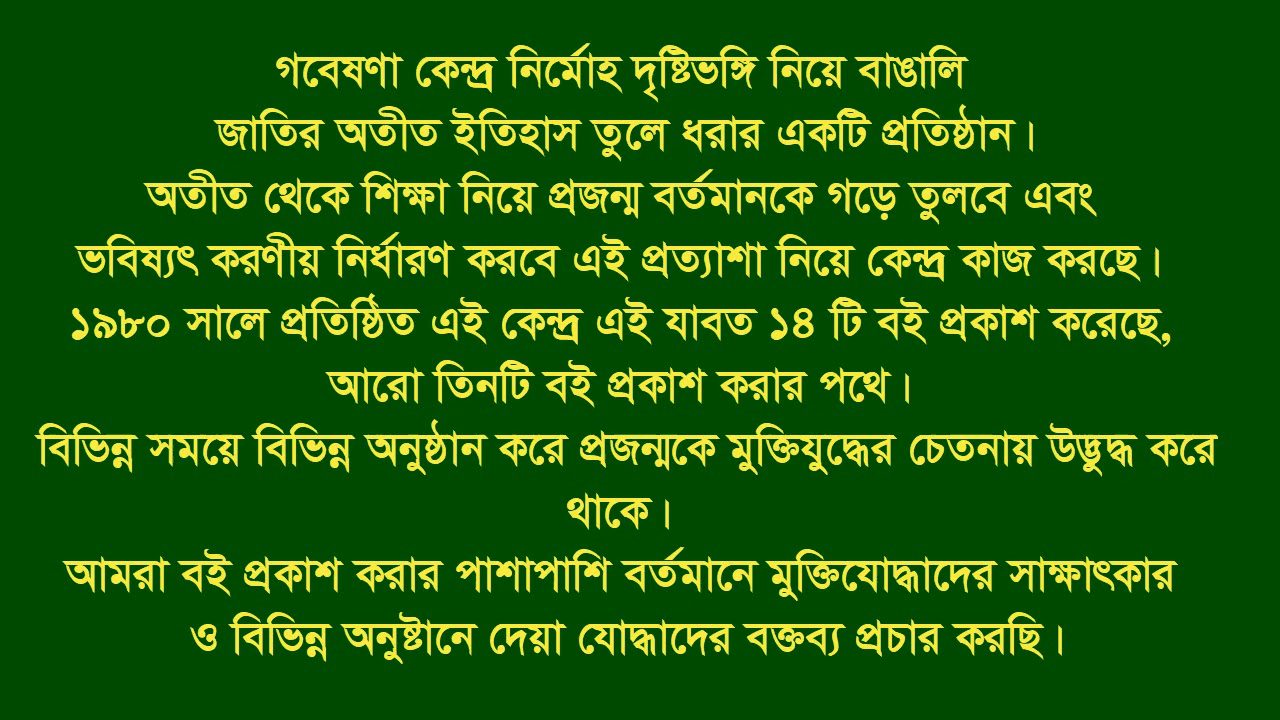 গবেষণা কেন্দ্র নির্মোহ দৃষ্টিভঙ্গি নিয়ে বাঙালি
জাতির অতীত ইতিহাস তুলে ধরার একটি প্রতিষ্ঠান।
অতীত থেকে শিক্ষা নিয়ে প্রজন্ম বর্তমানকে গড়ে তুলবে এবং
ভবিষ্যৎ করণীয় নির্ধারণ করবে এই প্রত্যাশা নিয়ে কেন্দ্র কাজ করছে।
১৯৮০ সালে প্রতিষ্ঠিত এই কেন্দ্র এই যাবত ১৪ টি বই প্রকাশ করেছে,
আরো তিনটি বই প্রকাশ করার পথে।
বিভিন্ন সময়ে বিভিন্ন অনুষ্ঠান করে প্রজন্মকে মুক্তিযুদ্ধের চেতনায় উদ্ভুদ্ধ করে
থাকে।
আমরা বই প্রকাশ করার পাশাপাশি বর্তমানে মুক্তিযোদ্ধাদের সাক্ষাৎকার
ও বিভিন্ন অনুষ্টানে দেয়া যোদ্ধাদের বক্তব্য প্রচার করছি।